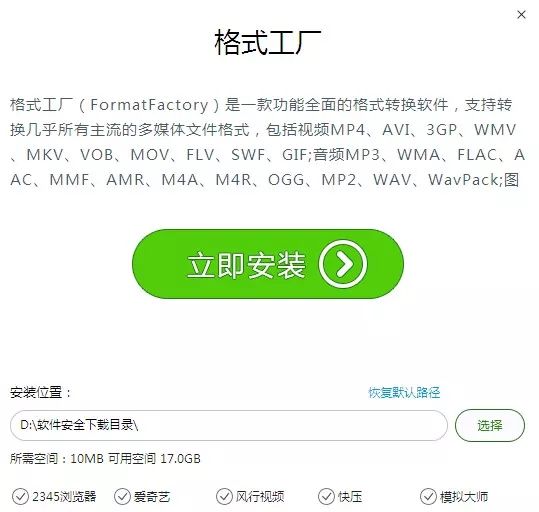 格式工厂
格式工厂（FormatFactory）是一款功能全面的格式转换软件，支持转
换几乎所有主流的多媒体文件格式，包括视频MP4、AVI、3GP、WMV
、MKV、VOB、MOV、FLV、SWF、GIF;音频MP3、WMA、FLAC、A
AC、MMF、AMR、M4A、M4R、OGG、MP2、WAV、WavPack;图
立即安装
安装位置： 恢复默认路径
D:\软件安全下载目录\ 选择
所需空间：10MB 可用空间 17.0GB
2345浏览器 爱奇艺 风行视频 快压 模拟大师